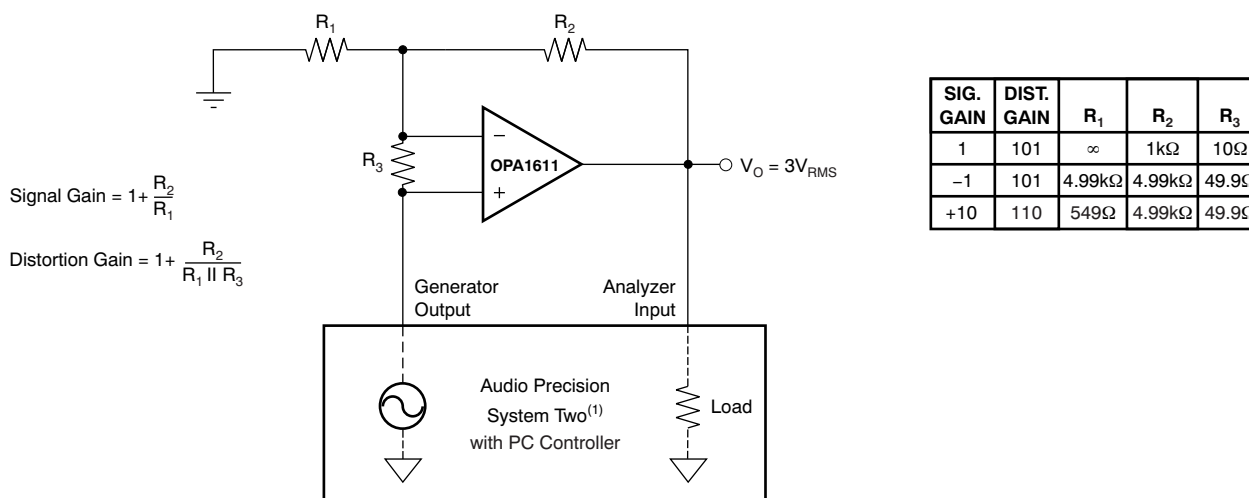 R1
R2
R3
−
+
OPA1611
VO = 3VRMS
Signal Gain = 1+ R2
R1
Distortion Gain = 1+ R2
R1 II R3
Generator
Output
Analyzer
Input
Audio Precision
System Two(1)
with PC Controller
Load
SIG.
GAIN DIST.
GAIN R1 R2 R3
1 101 ∞ 1kΩ 10Ω
−1 101 4.99kΩ 4.99kΩ 49.9Ω
+10 110 549Ω 4.99kΩ 49.9Ω